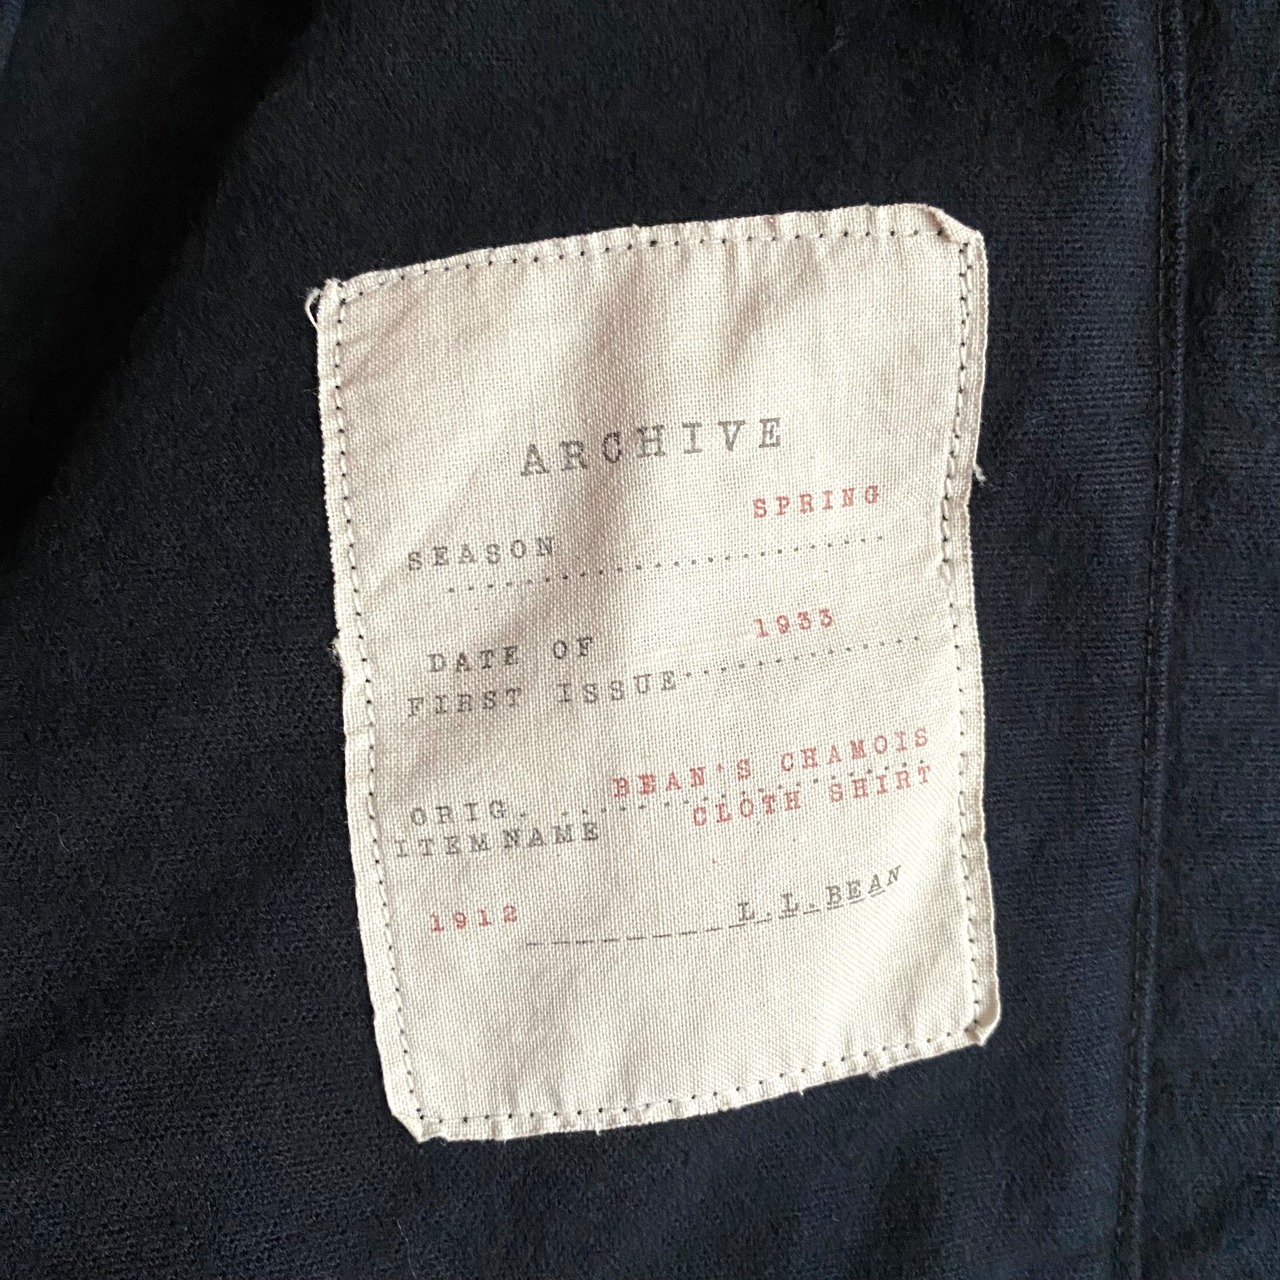 ARCHIVE
SPRING
SEASON
1933
DATE OF
FIRST ISSUE
BEAN'S CHAMOIS
CLOTH SHIRT
ORIG.
ITEM NAME
1912 L.L.BEAN